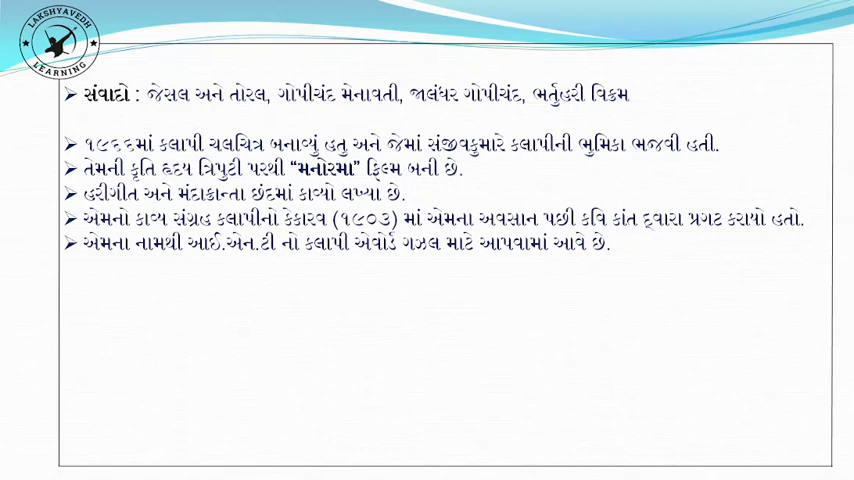 LAKSHYAVEDH
LEARNING
➢ સંવાદો : જેસલ અને તોરલ, ગોપીચંદ મેનાવતી, જાલંધર ગોપીચંદ, ભર્તુહરી વિક્રમ
➢ ૧૯૬૬માં કલાપી ચલચિત્ર બનાવ્યું હતુ અને જેમાં સંજીવકુમારે કલાપીની ભુમિકા ભજવી હતી.
➢ તેમની કૃતિ હૃદય ત્રિપુટી પરથી “મનોરમા” ફિલ્મ બની છે.
➢ હરીગીત અને મંદાક્રાન્તા છંદમાં કાવ્યો લખ્યા છે.
➢ એમનો કાવ્ય સંગ્રહ કલાપીનો કેકારવ (૧૯૦૩) માં એમના અવસાન પછી કવિ કાંત દ્વારા પ્રગટ કરાયો હતો.
➢ એમના નામથી આઈ.એન.ટી નો કલાપી એવોર્ડ ગઝલ માટે આપવામાં આવે છે.